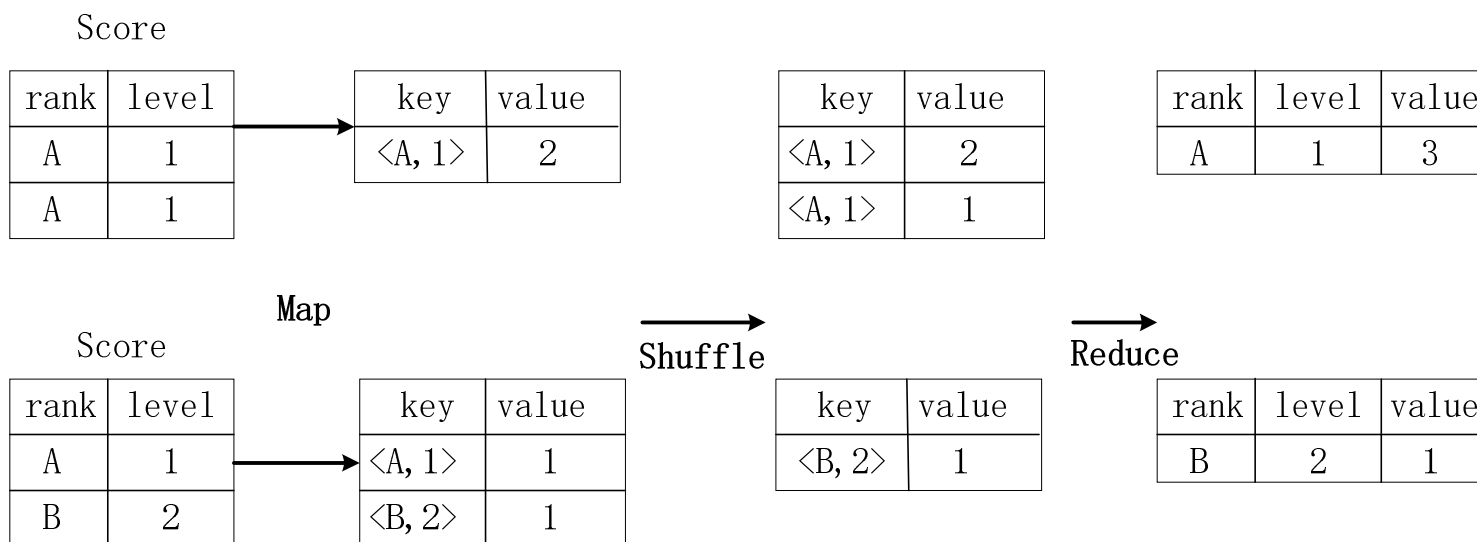 Score
rank level
A 1
A 1
key value
<A,1> 2
key value
<A,1> 2
<A,1> 1
rank level value
A 1 3
Map
Shuffle
Reduce
Score
rank level
A 1
B 2
key value
<A,1> 1
<B,2> 1
key value
<B,2> 1
rank level value
B 2 1